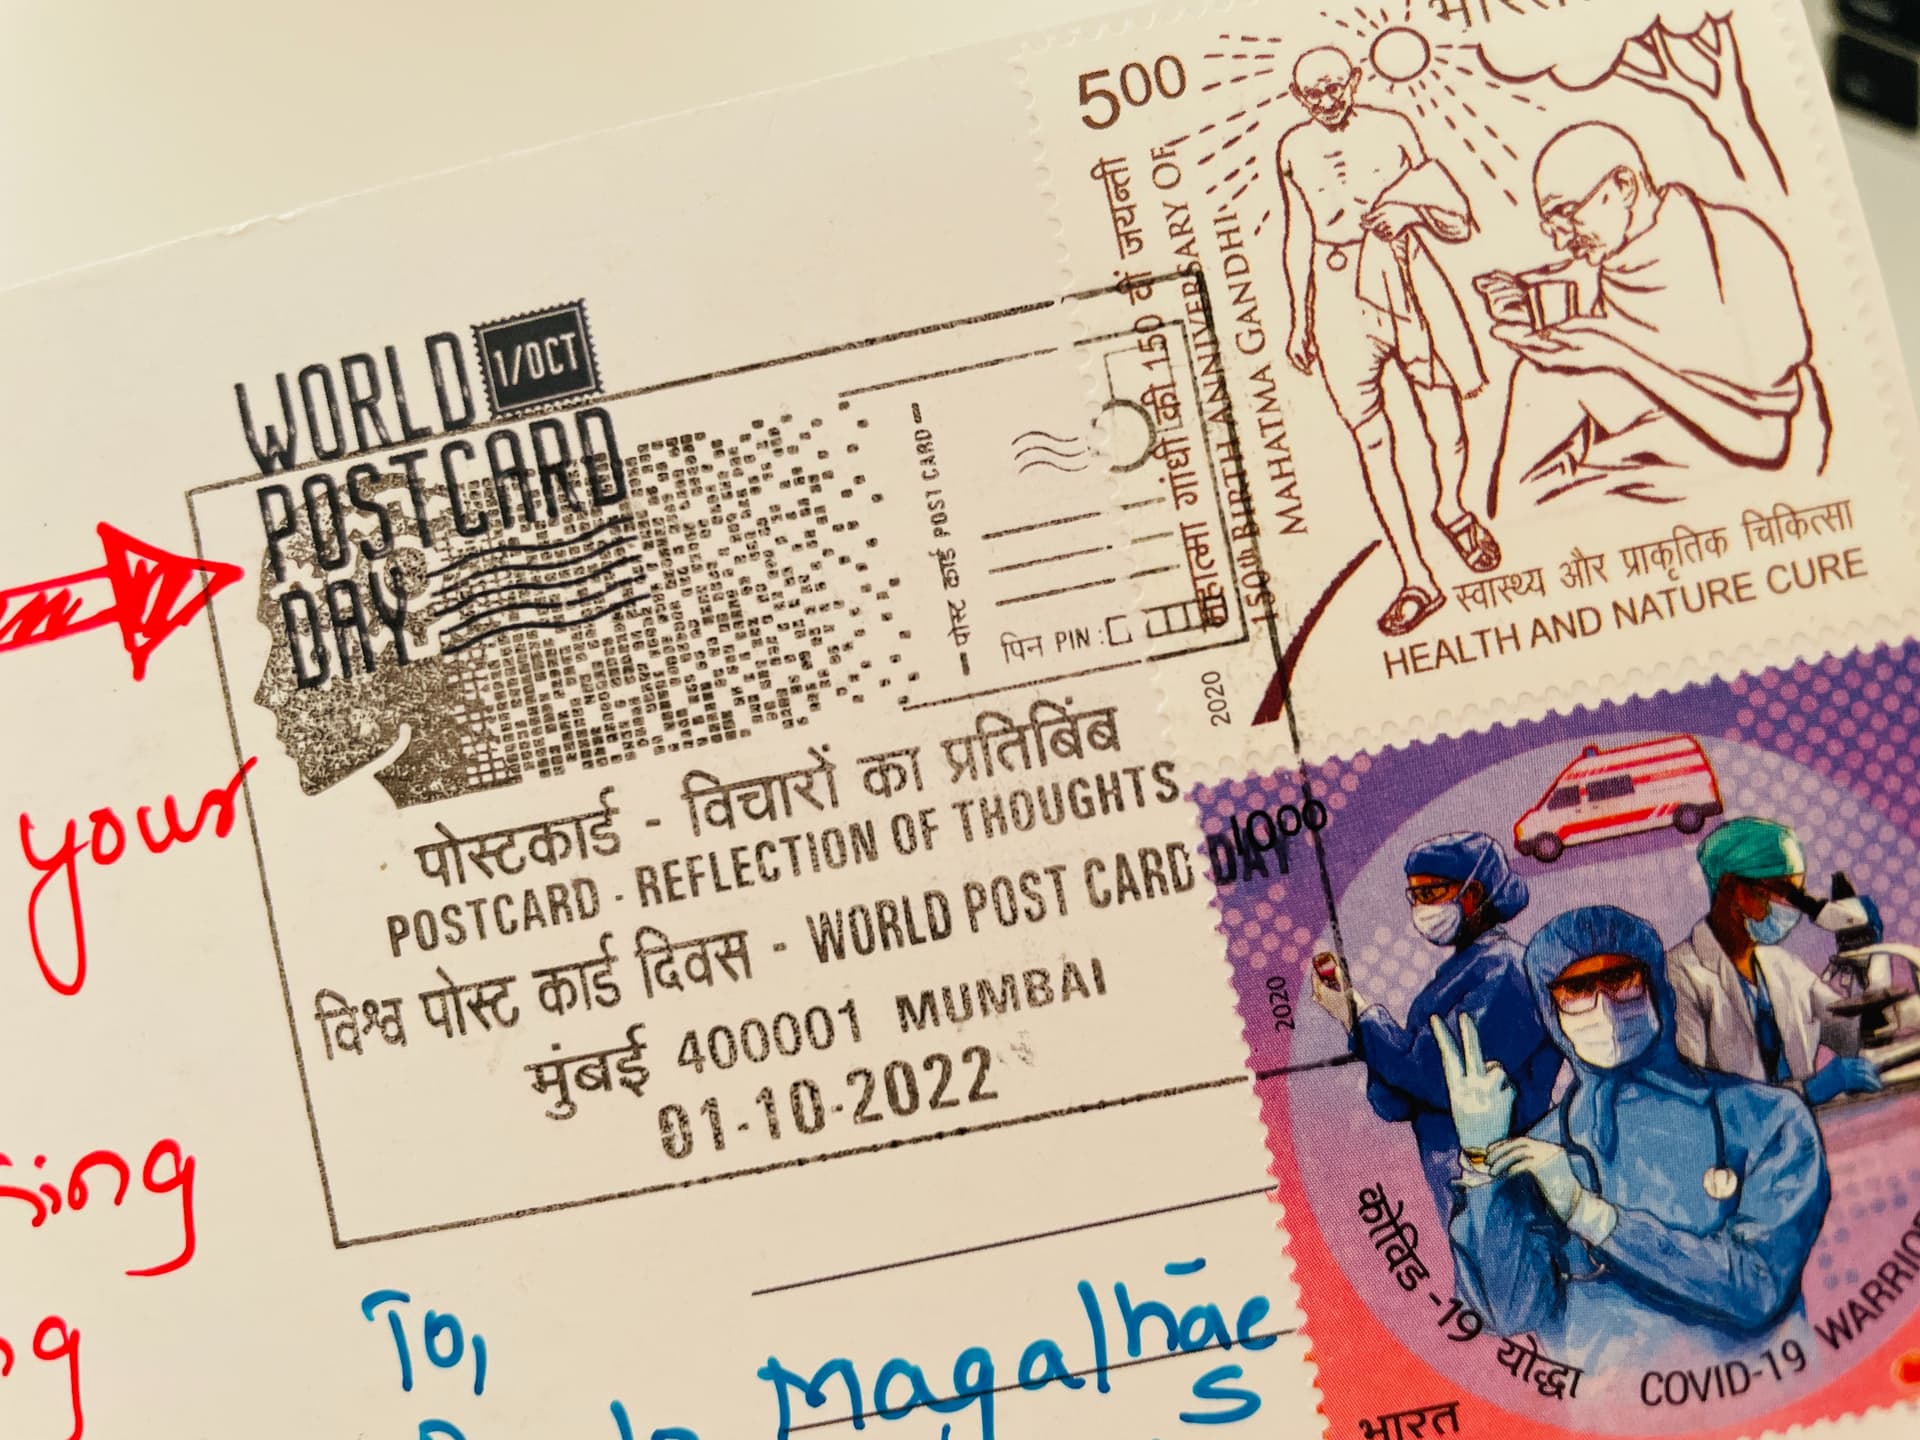 500
महात्मा गांधी की 150 वीं जयन्ती
150th BIRTH ANNIVERSARY OF
MAHATMA GANDHI
स्वास्थ्य और प्राकृतिक चिकित्सा
HEALTH AND NATURE CURE
2020
WORLD 1/OCT
POSTCARD
DAY
पोस्ट कार्ड POST CARD
पिन PIN :
पोस्टकार्ड - विचारों का प्रतिबिंब
POSTCARD - REFLECTION OF THOUGHTS
विश्व पोस्ट कार्ड दिवस - WORLD POST CARD DAY
मुंबई 400001 MUMBAI
01-10-2022
1000
2020
कोविड -19 योद्धा
COVID-19
भारत
your
To,
Magalhãe
s